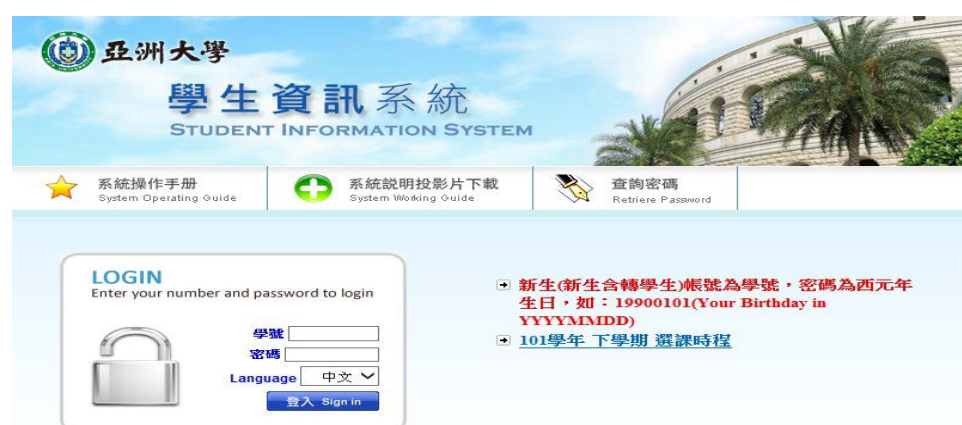 亞洲大學
學生資訊系統
STUDENT INFORMATION SYSTEM
系統操作手册
System Operating Guide
系統説明投影片下載
System Working Guide
查詢密碼
Retriere Password
LOGIN
Enter your number and password to login
學號
密碼
Language 中文
登入 Sign in
新生(新生含轉學生)帳號為學號，密碼為西元年
生日，如：19900101(Your Birthday in
YYYYMMDD)
101學年 下學期 選課時程